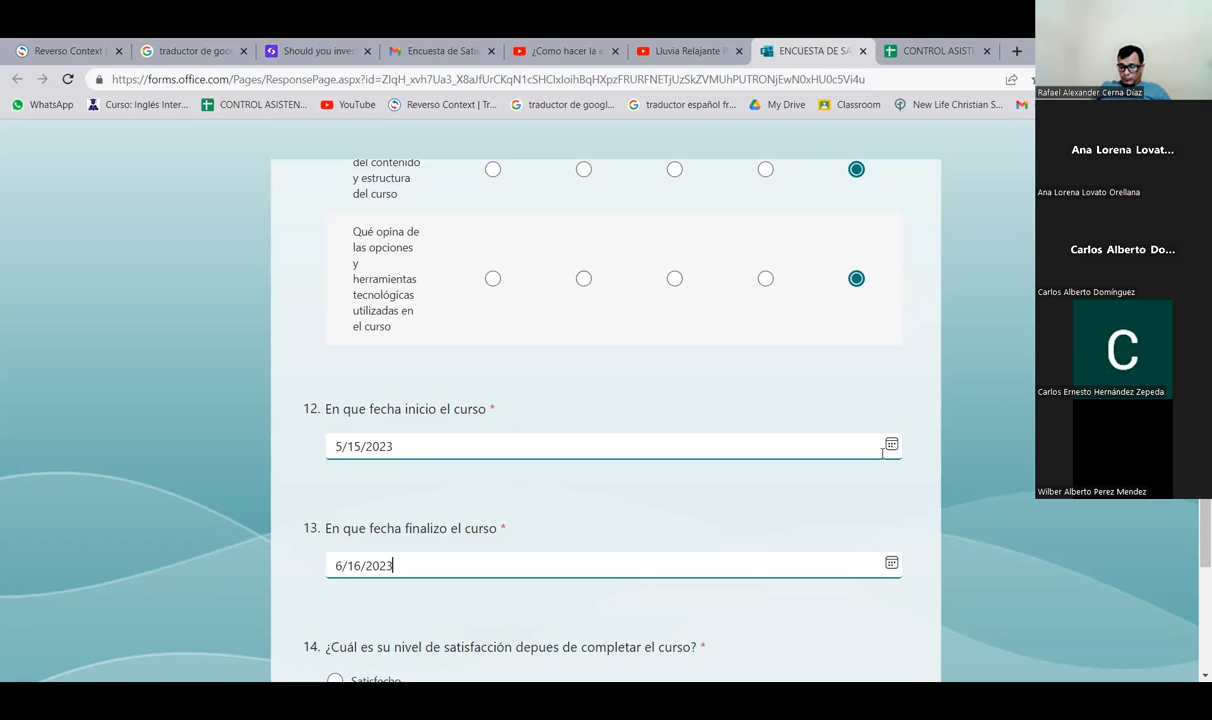 Reverso Context |
traductor de goo
Should you inves
Encuesta de Satis
¿Como hacer la e
Lluvia Relajante P
ENCUESTA DE SA
CONTROL ASISTE
https://forms.office.com/Pages/ResponsePage.aspx?id=
WhatsApp
Curso: Inglés Inter...
CONTROL ASISTEN...
YouTube
Reverso Context | Tr...
traductor de googl...
traductor español fr...
My Drive
Classroom
New Life Christian S...
del contenido
y estructura
del curso
Qué opina de
las opciones
y
herramientas
tecnológicas
utilizadas en
el curso
12. En que fecha inicio el curso *
5/15/2023
13. En que fecha finalizo el curso *
6/16/2023
14. ¿Cuál es su nivel de satisfacción depues de completar el curso? *
Satisfecho
Rafael Alexander Cerna Díaz
Ana Lorena Lovat...
Ana Lorena Lovato Orellana
Carlos Alberto Do...
Carlos Alberto Domínguez
C
Carlos Ernesto Hernández Zepeda
Wilber Alberto Perez Mendez